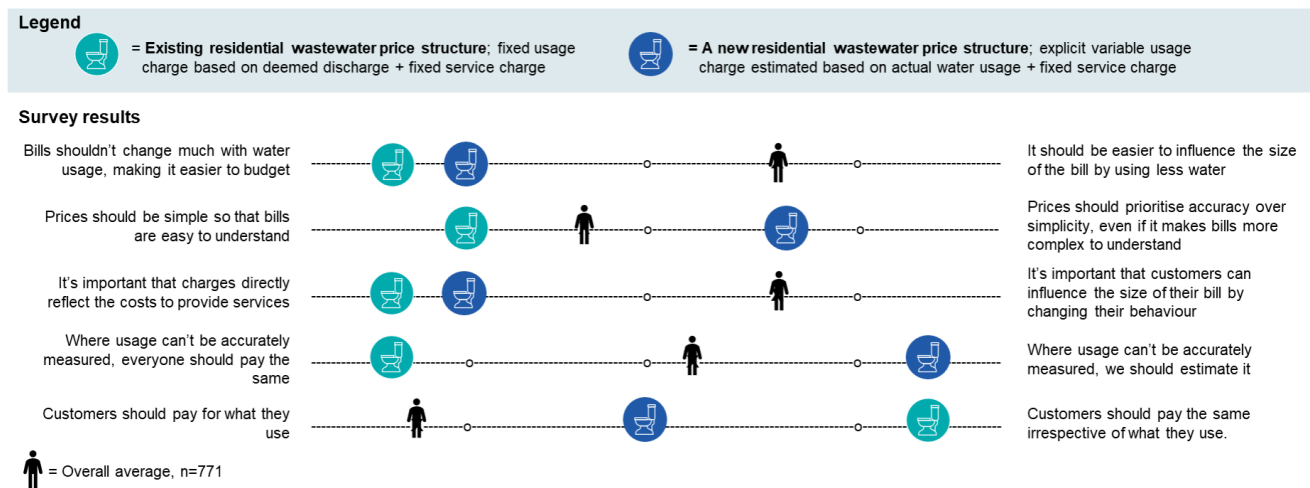 Legend
= Existing residential wastewater price structure; fixed usage
charge based on deemed discharge + fixed service charge
= A new residential wastewater price structure; explicit variable usage
charge estimated based on actual water usage + fixed service charge
Survey results
Bills shouldn't change much with water
usage, making it easier to budget
It should be easier to influence the size
of the bill by using less water
Prices should be simple so that bills
are easy to understand
Prices should prioritise accuracy over
simplicity, even if it makes bills more
complex to understand
It's important that charges directly
reflect the costs to provide services
It's important that customers can
influence the size of their bill by
changing their behaviour
Where usage can't be accurately
measured, everyone should pay the
same
Where usage can't be accurately
measured, we should estimate it
Customers should pay for what they
use
Customers should pay the same
irrespective of what they use.
= Overall average, n=771